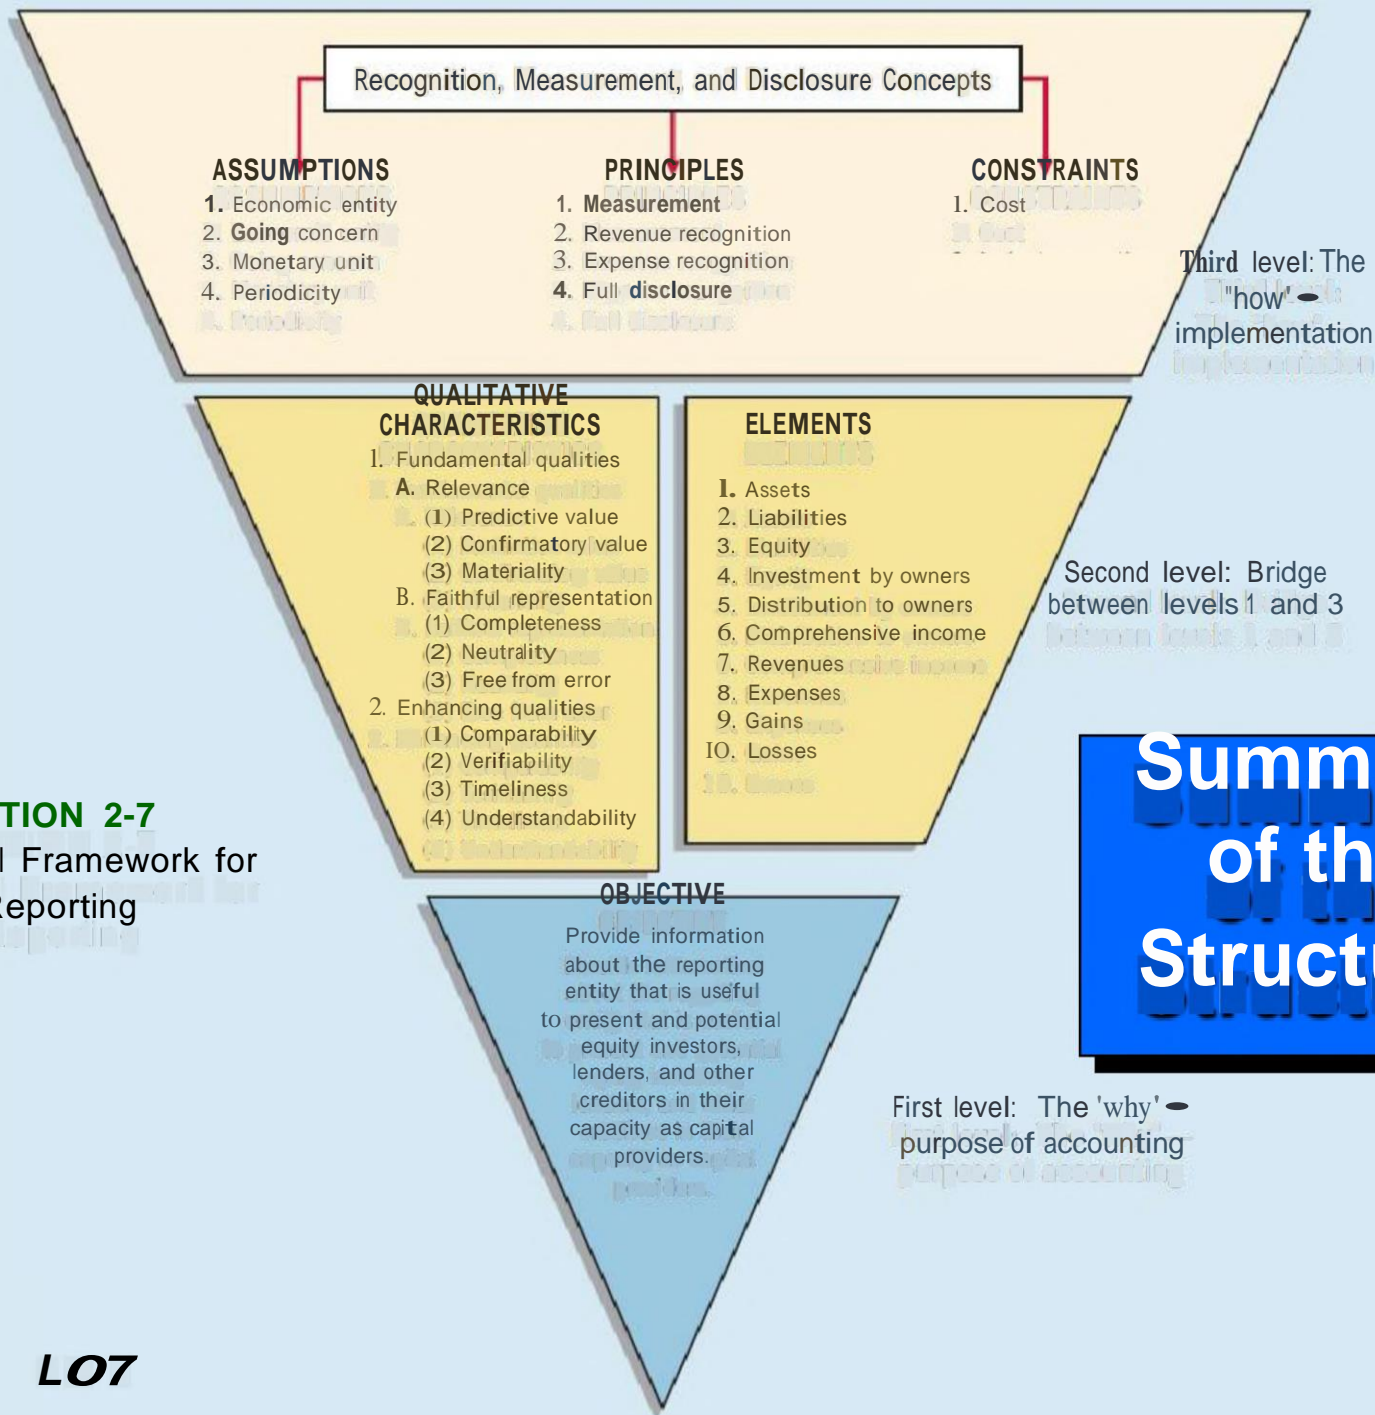 Recognition, Measurement, and Disclosure Concepts
ASSUMPTIONS
1. Economic entity
2. Going concern
3. Monetary unit
4. Periodicity
PRINCIPLES
1. Measurement
2. Revenue recognition
3. Expense recognition
4. Full disclosure
CONSTRAINTS
1. Cost
Third level: The
"how"
implementation
QUALITATIVE
CHARACTERISTICS
1. Fundamental qualities
A. Relevance
(1) Predictive value
(2) Confirmatory value
(3) Materiality
B. Faithful representation
(1) Completeness
(2) Neutrality
(3) Free from error
2. Enhancing qualities
(1) Comparability
(2) Verifiability
(3) Timeliness
(4) Understandability
ELEMENTS
1. Assets
2. Liabilities
3. Equity
4. Investment by owners
5. Distribution to owners
6. Comprehensive income
7. Revenues
8. Expenses
9. Gains
IO. Losses
Second level: Bridge
between levels 1 and 3
Summ
of th
Struct
TION 2-7
l Framework for
Reporting
OBJECTIVE
Provide information
about the reporting
entity that is useful
to present and potential
equity investors,
lenders, and other
creditors in their
capacity as capital
providers.
First level: The 'why'
purpose of accounting
LO7